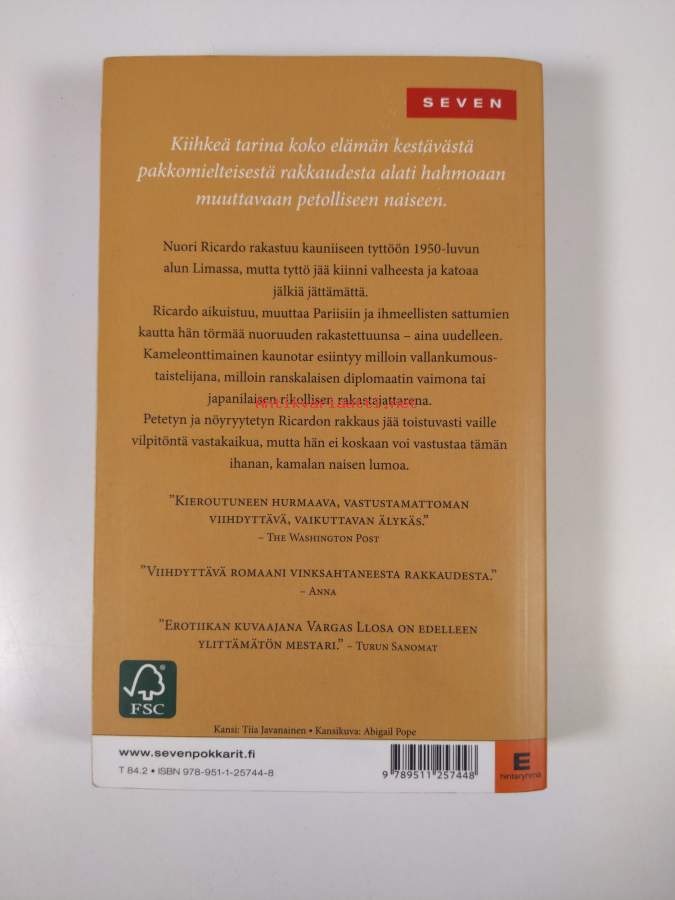 SEVEN
Kiihkeä tarina koko elämän kestävästä
pakkomielteisestä rakkaudesta alati hahmoaan
muuttavaan petolliseen naiseen.
Nuori Ricardo rakastuu kauniiseen tyttöön 1950-luvun
alun Limassa, mutta tyttö jää kiinni valheesta ja katoaa
jälkiä jättämättä.
Ricardo aikuistuu, muuttaa Pariisiin ja ihmeellisten sattumien
kautta hän törmää nuoruuden rakastettuunsa – aina uudelleen.
Kameleonttimainen kaunotar esiintyy milloin vallankumous-
taistelijana, milloin ranskalaisen diplomaatin vaimona tai
japanilaisen rikollisen rakastajattarena.
Antikvariaatti.net
Petetyn ja nöyryytetyn Ricardon rakkaus jää toistuvasti vaille
vilpitöntä vastakaikua, mutta hän ei koskaan voi vastustaa tämän
ihanan, kamalan naisen lumoa.
"Kieroutuneen hurmaava, vastustamattoman
viihdyttävä, vaikuttavan älykäs."
– The Washington Post
"Viihdyttävä romaani vinksahtaneesta rakkaudesta."
– Anna
"Erotiikan kuvaajana Vargas Llosa on edelleen
ylittämätön mestari." – Turun Sanomat
FSC
Kansi: Tiia Javanainen • Kansikuva: Abigail Pope
www.sevenpokkarit.fi
T 84.2 • ISBN 978-951-1-25744-8
9 789511 257448
E
hintaryhmä